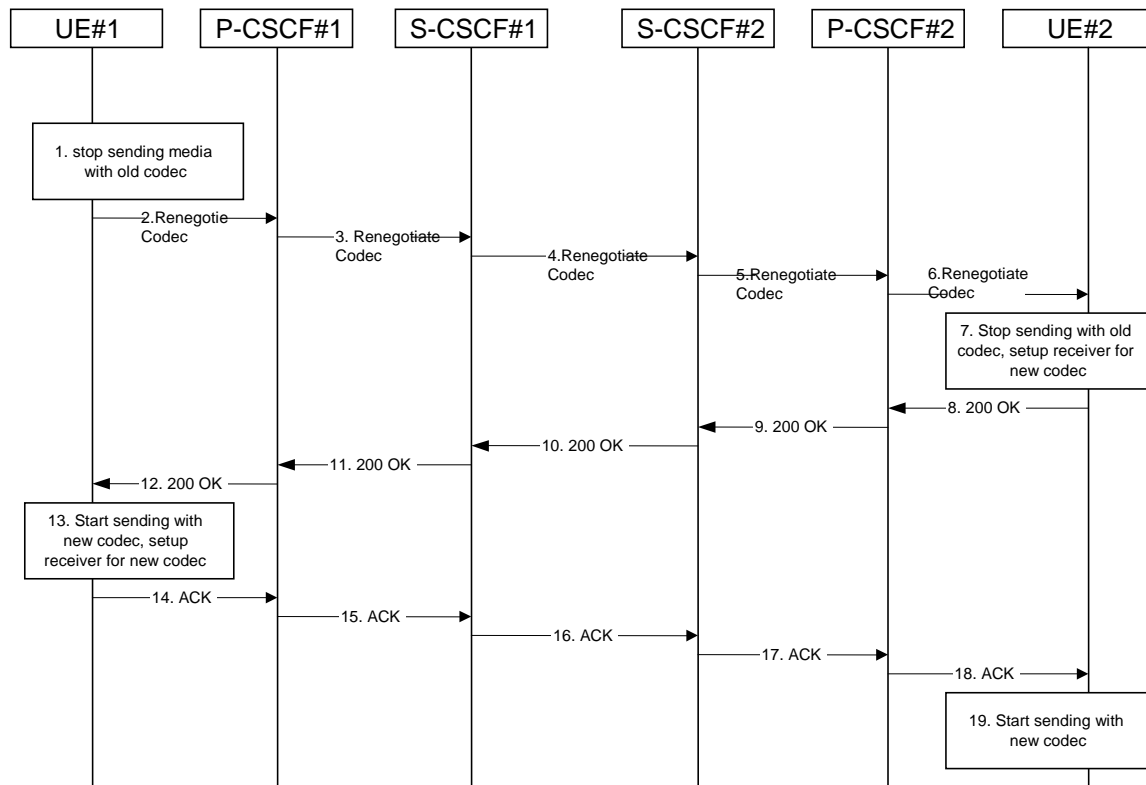 UE#1
P-CSCF#1
S-CSCF#1
S-CSCF#2
P-CSCF#2
UE#2
1. stop sending media
with old codec
2.Renegotie
Codec
3. Renegotiate
Codec
4.Renegotiate
Codec
5.Renegotiate
Codec
6.Renegotiate
Codec
7. Stop sending with old
codec, setup receiver for
new codec
8. 200 OK
9. 200 OK
10. 200 OK
11. 200 OK
12. 200 OK
13. Start sending with
new codec, setup
receiver for new codec
14. ACK
15. ACK
16. ACK
17. ACK
18. ACK
19. Start sending with
new codec